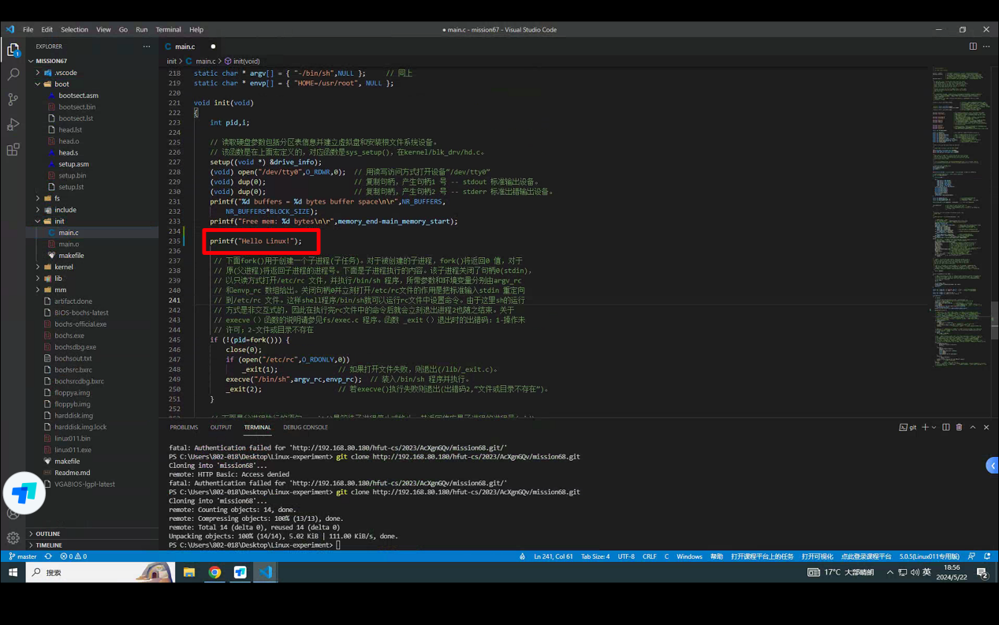 File Edit Selection View Go Run Terminal Help
● main.c - mission67 - Visual Studio Code
EXPLORER
MISSION67
.vscode
boot
bootsect.asm
bootsect.bin
bootsect.lst
head.lst
head.o
head.s
setup.asm
setup.bin
setup.lst
fs
include
init
main.c
main.o
makefile
kernel
lib
mm
artifact.done
BIOS-bochs-latest
bochs-official.exe
bochs.exe
bochsdbg.exe
bochsout.txt
bochsrc.bxrc
bochsrcdbg.bxrc
floppya.img
floppyb.img
harddisk.img
harddisk.img.lock
linux011.bin
linux011.exe
makefile
Readme.md
VGABIOS-lgpl-latest
OUTLINE
TIMELINE
main.c ●
init > C main.c > init(void)
218 static char * argv[] = { "-/bin/sh",NULL }; // 同上
219 static char * envp[] = { "HOME=/usr/root", NULL };
220
221 void init(void)
222 {
223 int pid,i;
224
225 // 读取硬盘参数包括分区表信息并建立虚拟盘和安装根文件系统设备。
226 // 该函数是在上面宏定义的，对应函数是sys_setup()，在kernel/blk_drv/hd.c。
227 setup((void *) &drive_info);
228 (void) open("/dev/tty0",O_RDWR,0); // 用读写访问方式打开设备“/dev/tty0”
229 (void) dup(0); // 复制句柄，产生句柄1 号 -- stdout 标准输出设备。
230 (void) dup(0); // 复制句柄，产生句柄2 号 -- stderr 标准出错输出设备。
231 printf("%d buffers = %d bytes buffer space\n\r",NR_BUFFERS,
232 NR_BUFFERS*BLOCK_SIZE);
233 printf("Free mem: %d bytes\n\r",memory_end-main_memory_start);
234
235 printf("Hello Linux!");
236
237 // 下面fork()用于创建一个子进程(子任务)。对于被创建的子进程，fork()将返回0 值，对于
238 // 原(父进程)将返回子进程的进程号。下面是子进程执行的内容。该子进程关闭了句柄0(stdin)，
239 // 以只读方式打开/etc/rc 文件，并执行/bin/sh 程序，所带参数和环境变量分别由argv_rc
240 // 和envp_rc 数组给出。关闭句柄0并立刻打开/etc/rc文件的作用是把标准输入stdin 重定向
241 // 到/etc/rc 文件。这样shell程序/bin/sh就可以运行rc文件中设置命令。由于这里sh的运行
242 // 方式是非交互式的，因此在执行完rc文件中的命令后就会立刻退出进程2也随之结束。关于
243 // execve（）函数的说明请参见fs/exec.c 程序。函数 _exit（）退出时的出错码：1-操作未
244 // 许可；2-文件或目录不存在
245 if (!(pid=fork())) {
246 close(0);
247 if (open("/etc/rc",O_RDONLY,0))
248 _exit(1); // 如果打开文件失败，则退出(/lib/_exit.c)。
249 execve("/bin/sh",argv_rc,envp_rc); // 装入/bin/sh 程序并执行。
250 _exit(2); // 若execve()执行失败则退出(出错码2,“文件或目录不存在”)。
251 }
252
PROBLEMS OUTPUT TERMINAL DEBUG CONSOLE
git
fatal: Authentication failed for 'http://192.168.80.180/hfut-cs/2023/AcXgnGQv/mission68.git/'
PS C:\Users\802-018\Desktop\Linux-experiment> git clone http://192.168.80.180/hfut-cs/2023/AcXgnGQv/mission68.git
Cloning into 'mission68'...
remote: HTTP Basic: Access denied
fatal: Authentication failed for 'http://192.168.80.180/hfut-cs/2023/AcXgnGQv/mission68.git/'
PS C:\Users\802-018\Desktop\Linux-experiment> git clone http://192.168.80.180/hfut-cs/2023/AcXgnGQv/mission68.git
Cloning into 'mission68'...
remote: Counting objects: 14, done.
remote: Compressing objects: 100% (13/13), done.
remote: Total 14 (delta 0), reused 14 (delta 0)
Unpacking objects: 100% (14/14), 5.02 KiB | 111.00 KiB/s, done.
PS C:\Users\802-018\Desktop\Linux-experiment>
master 0 0 Ln 241, Col 61 Tab Size: 4 UTF-8 CRLF C Windows 帮助 打开课程平台上的任务 打开可视化 点此登录课程平台 5.0.5(Linux011专用版)
搜索
17°C 大部晴朗 英 18:56
2024/5/22
2